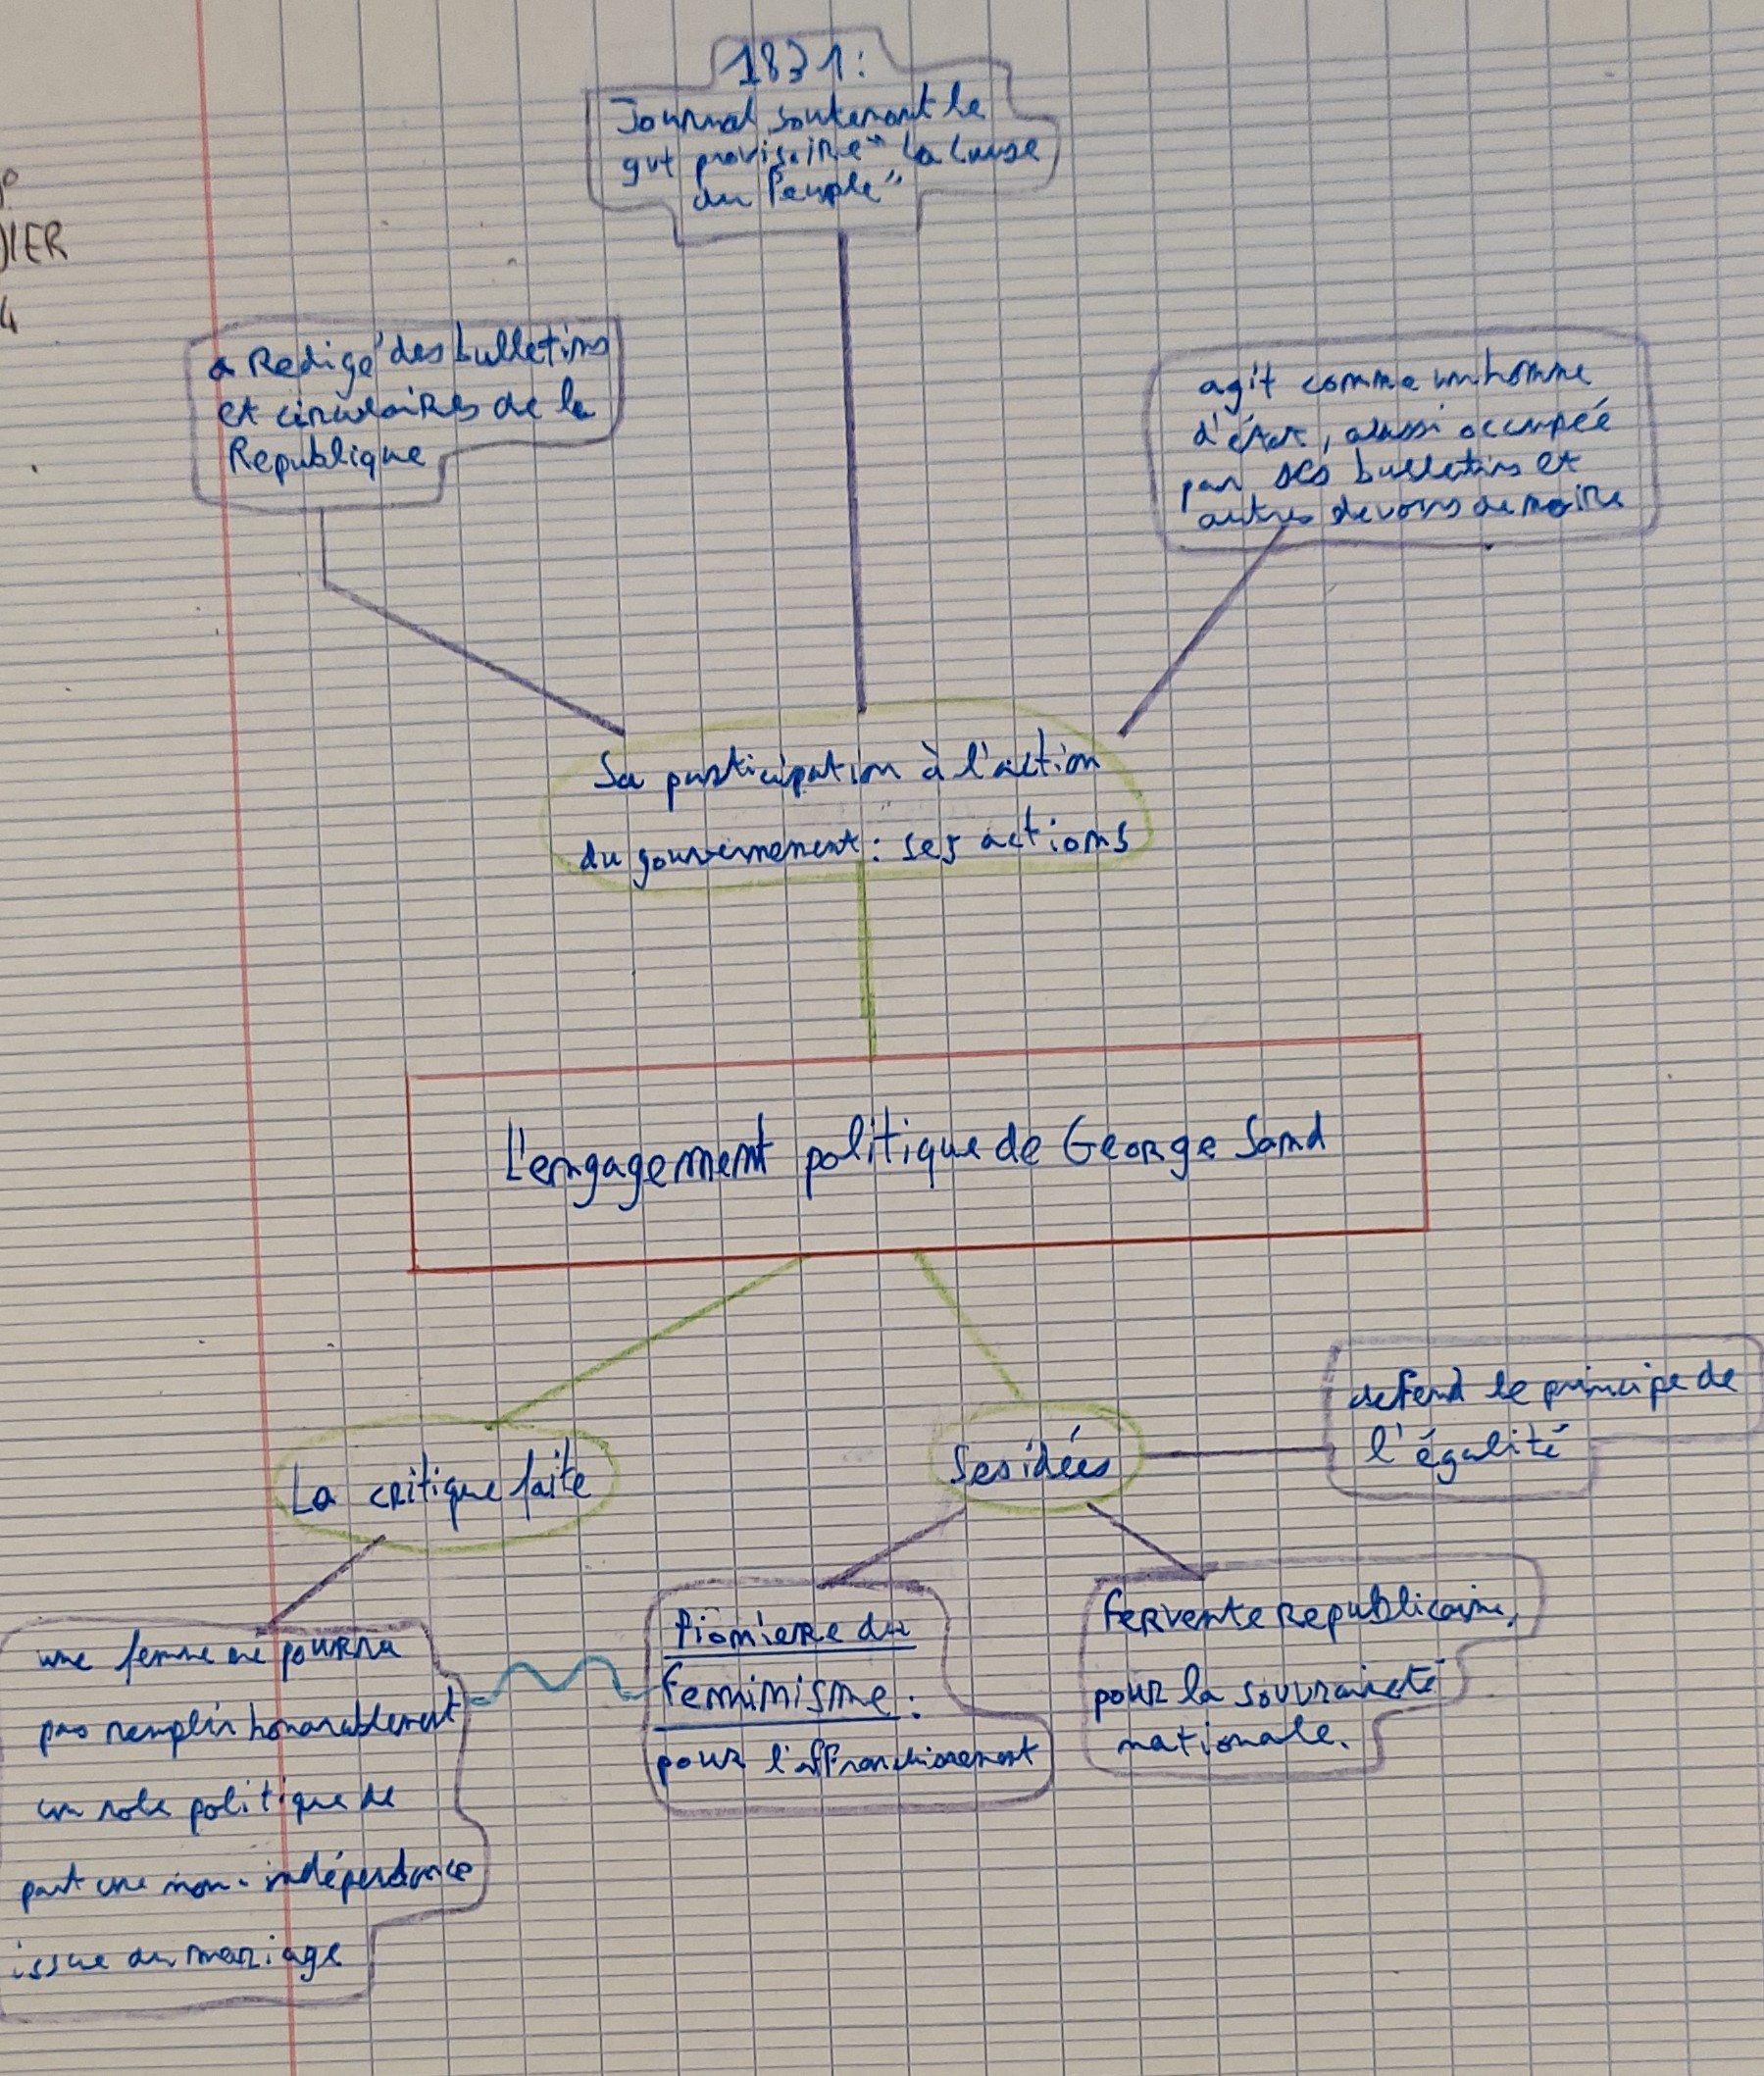 1831:
Journal soutenant le
gvt provisoire "La Cause
du Peuple"
DIER
4
a Redigé des bulletins
et circulaires de la
Republique
agit comme un homme
d'état, aussi occupée
par ses bulletins et
autres devoirs de maire
Sa participation à l'action
du gouvernement : ses actions
L'engagement politique de George Sand
La critique faite
Ses idées
defend le principe de
l'égalité
une femme ne pourra
pas remplir honorablement
un role politique de
part une non-indépendance
issue du mariage
Pionière du
feminisme :
pour l'affranchissement
fervente Republicaine,
pour la souvraineté
nationale.